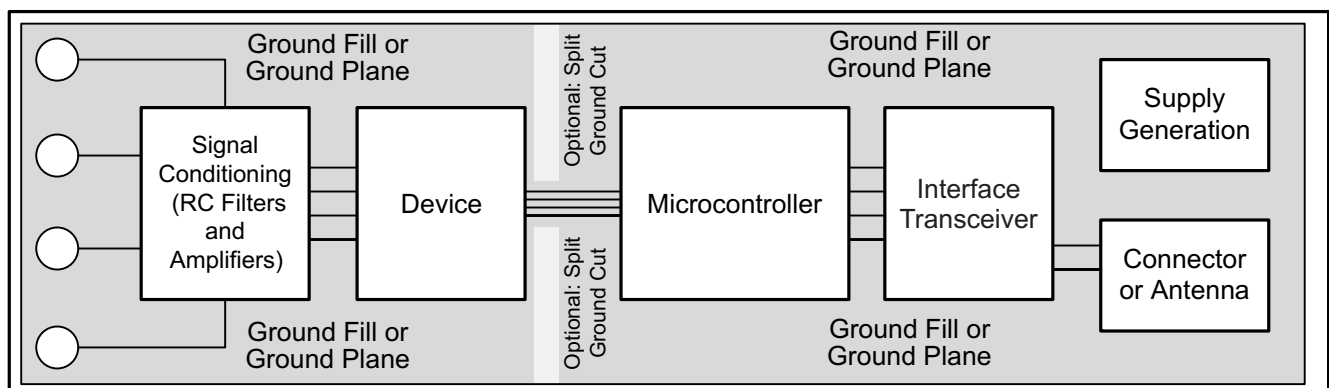 Ground Fill or
Ground Plane
Optional: Split
Ground Cut
Ground Fill or
Ground Plane
Supply
Generation
Signal
Conditioning
(RC Filters
and
Amplifiers)
Device
Microcontroller
Interface
Transceiver
Connector
or Antenna
Ground Fill or
Ground Plane
Optional: Split
Ground Cut
Ground Fill or
Ground Plane